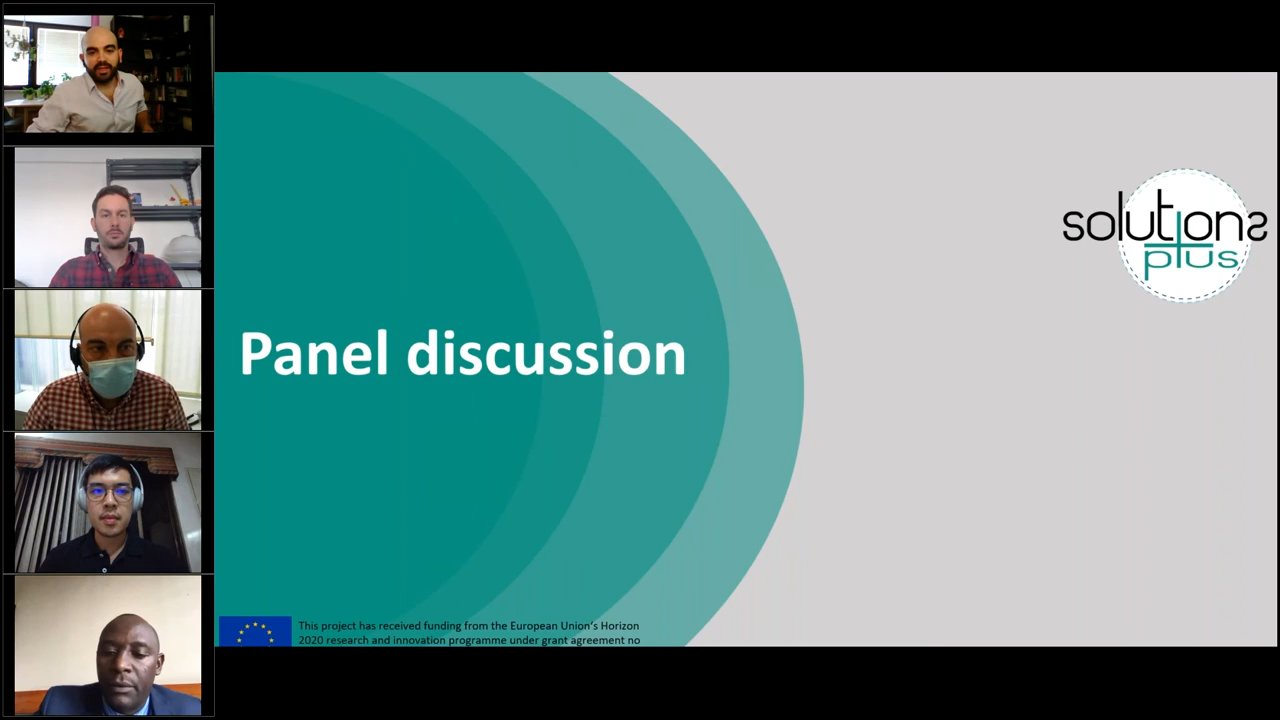 Panel discussion
solutions
plus
This project has received funding from the European Union's Horizon
2020 research and innovation programme under grant agreement no